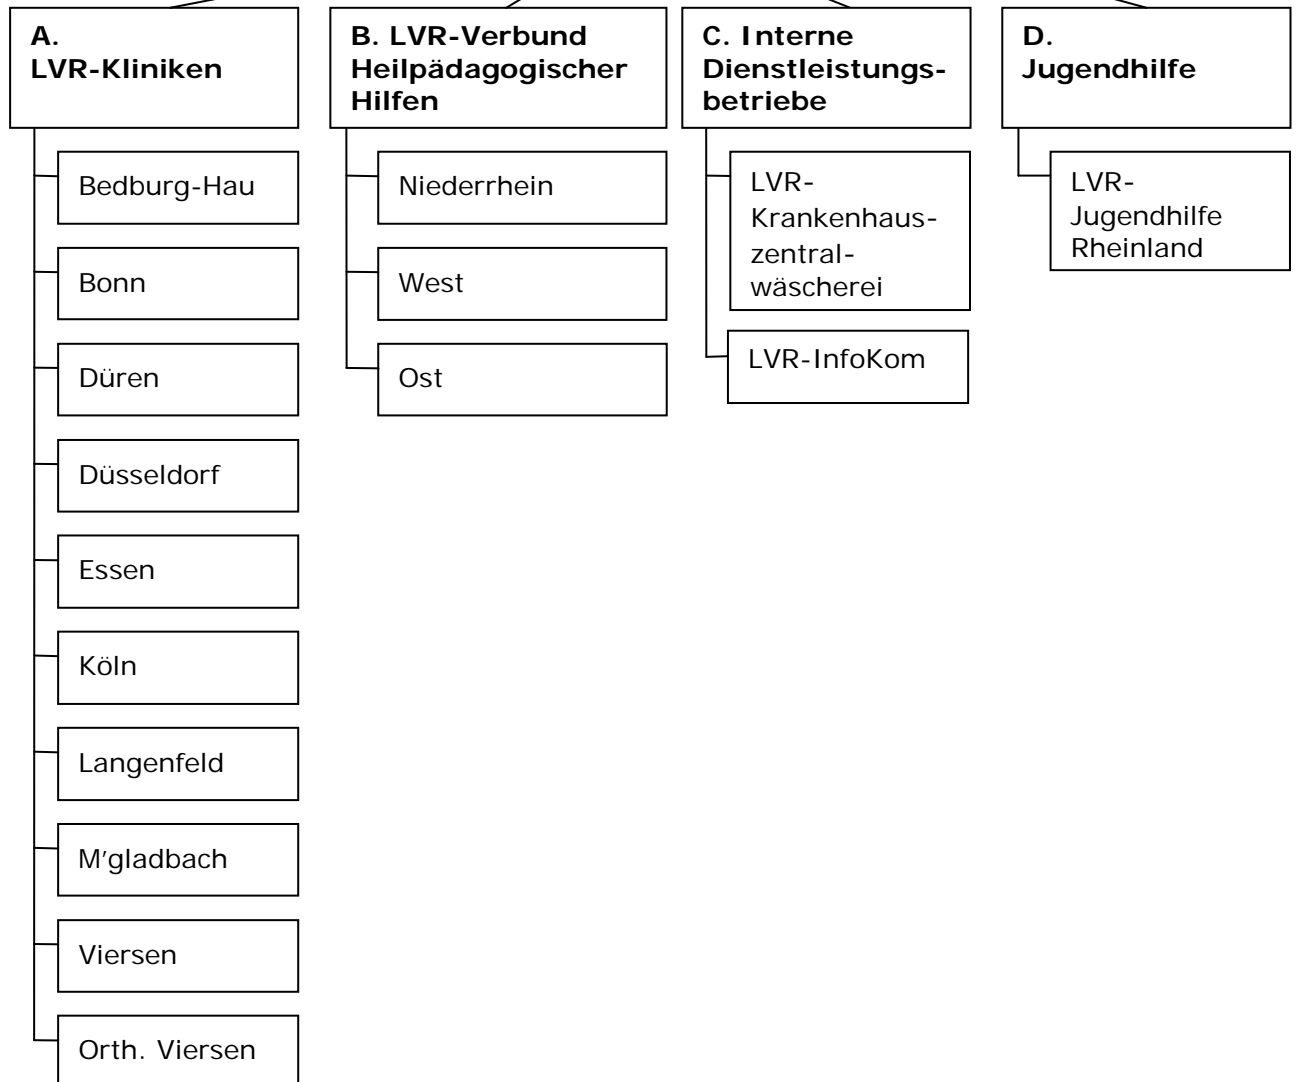 A.
LVR-Kliniken
Bedburg-Hau
Bonn
Düren
Düsseldorf
Essen
Köln
Langenfeld
M'gladbach
Viersen
Orth. Viersen
B. LVR-Verbund
Heilpädagogischer
Hilfen
Niederrhein
West
Ost
C. Interne
Dienstleistungs-
betriebe
LVR-
Krankenhaus-
zentral-
wäscherei
LVR-InfoKom
D.
Jugendhilfe
LVR-
Jugendhilfe
Rheinland